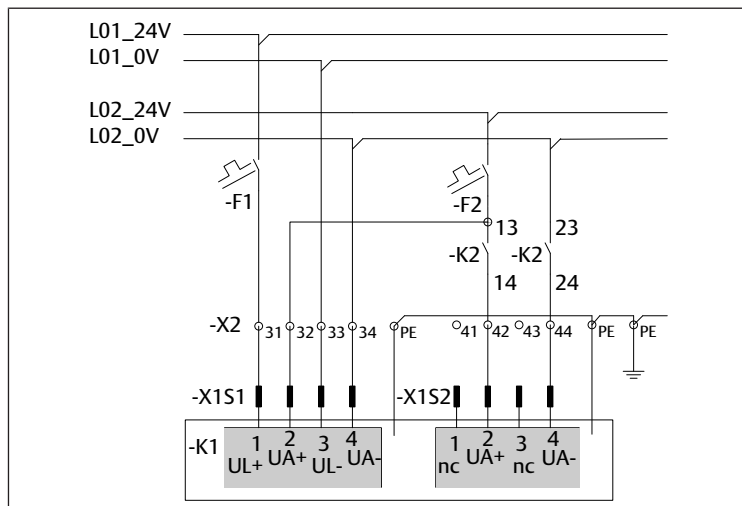 L01_24V
L01_0V
L02_24V
L02_0V
-F1
-F2
13 23
-K2 -K2
14 24
-X2 31 32 33 34 PE 41 42 43 44 PE PE
-X1S1 -X1S2
-K1 1 2 3 4 1 2 3 4
UL+ UA+ UL- UA- nc UA+ nc UA-